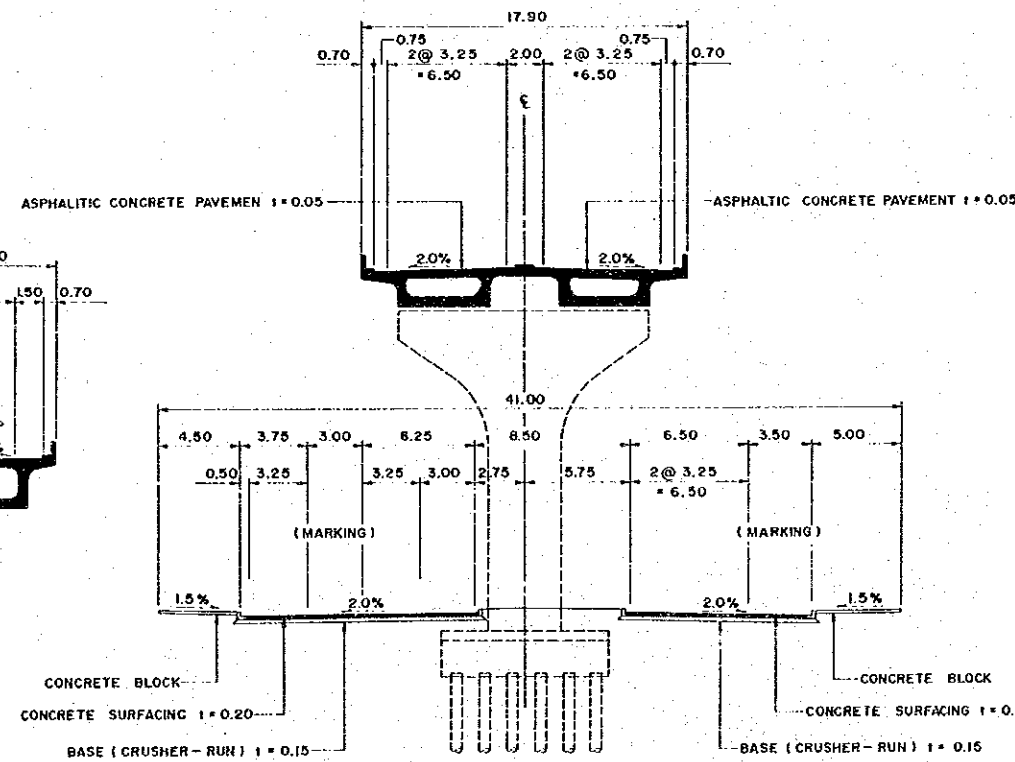 17.90
0.75 0.75
0.70 2@ 3.25 2.00 2@ 3.25 0.70
=6.50 =6.50
℄
ASPHALITIC CONCRETE PAVEMEN t=0.05
ASPHALTIC CONCRETE PAVEMENT t=0.05
2.0% 2.0%
0
1.50 0.70
41.00
4.50 3.75 3.00 6.25 8.50 6.50 3.50 5.00
0.50 3.25 3.25 3.00 2.75 5.75 2@ 3.25
= 6.50
(MARKING) (MARKING)
1.5% 2.0% 2.0% 1.5%
CONCRETE BLOCK
CONCRETE BLOCK
CONCRETE SURFACING t=0.20
CONCRETE SURFACING t=0.
BASE (CRUSHER-RUN) t=0.15
BASE (CRUSHER-RUN) t=0.15